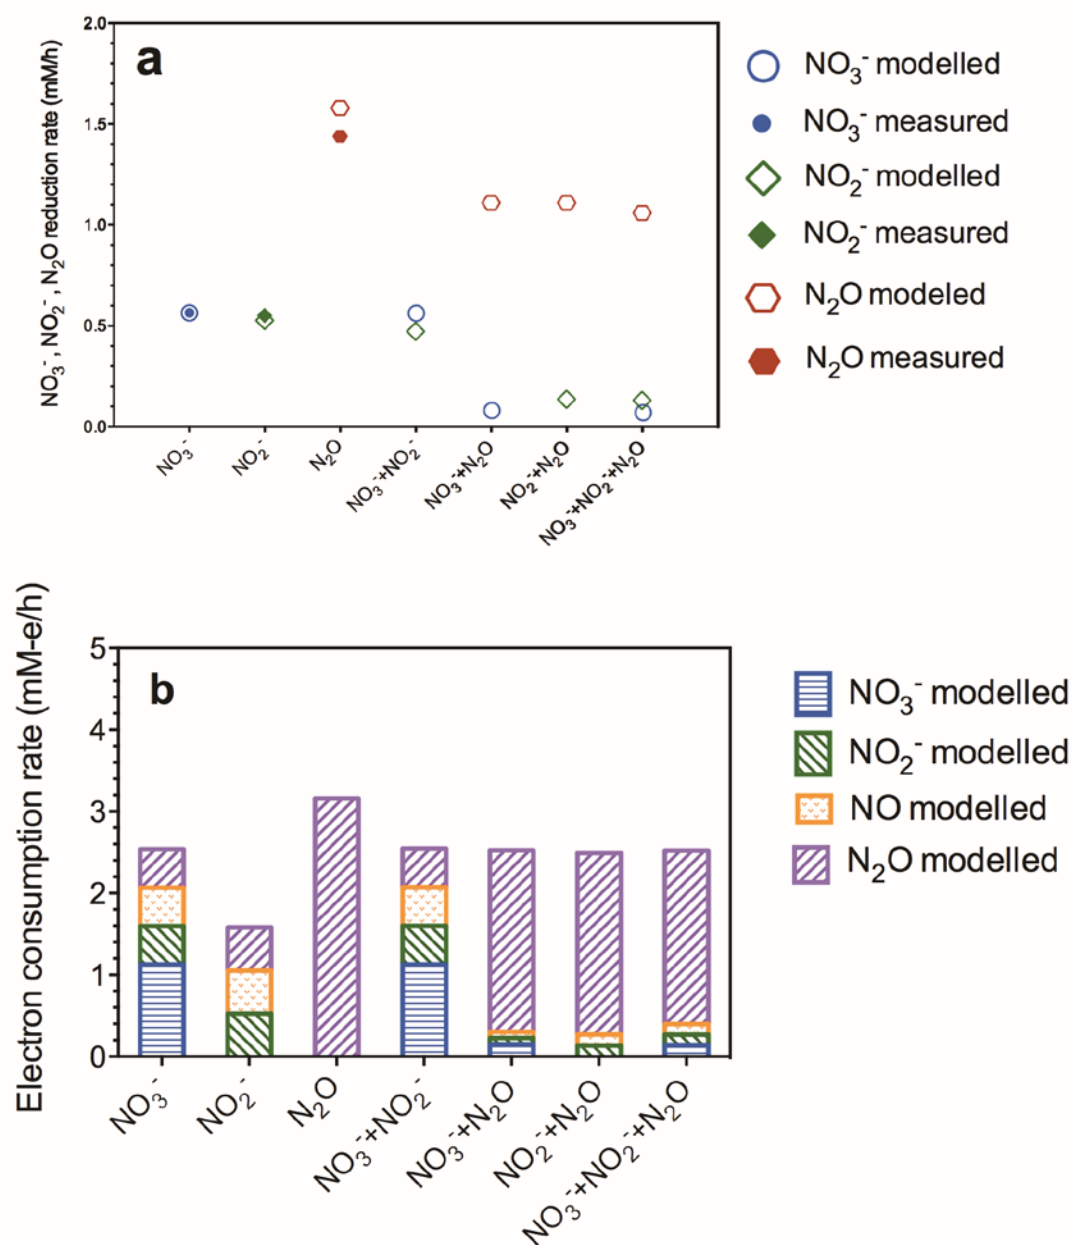 a
NO₃⁻, NO₂⁻, N₂O reduction rate (mM/h)
2.0
1.5
1.0
0.5
0.0
NO₃⁻
NO₂⁻
N₂O
NO₃⁻+NO₂⁻
NO₃⁻+N₂O
NO₂⁻+N₂O
NO₃⁻+NO₂⁻+N₂O
NO₃⁻ modelled
NO₃⁻ measured
NO₂⁻ modelled
NO₂⁻ measured
N₂O modeled
N₂O measured
b
Electron consumption rate (mM-e/h)
5
4
3
2
1
0
NO₃⁻
NO₂⁻
N₂O
NO₃⁻+NO₂⁻
NO₃⁻+N₂O
NO₂⁻+N₂O
NO₃⁻+NO₂⁻+N₂O
NO₃⁻ modelled
NO₂⁻ modelled
NO modelled
N₂O modelled